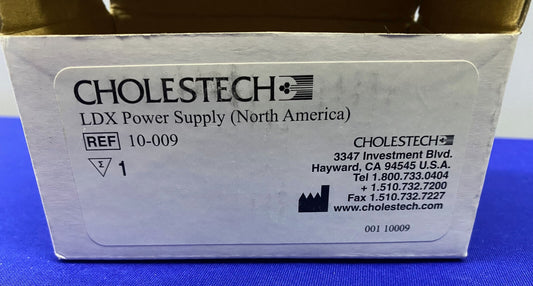 CHOLESTECH
LDX Power Supply (North America)
REF 10-009
Σ 1
CHOLESTECH
3347 Investment Blvd.
Hayward, CA 94545 U.S.A.
Tel 1.800.733.0404
+ 1.510.732.7200
Fax 1.510.732.7227
www.cholestech.com
001 10009